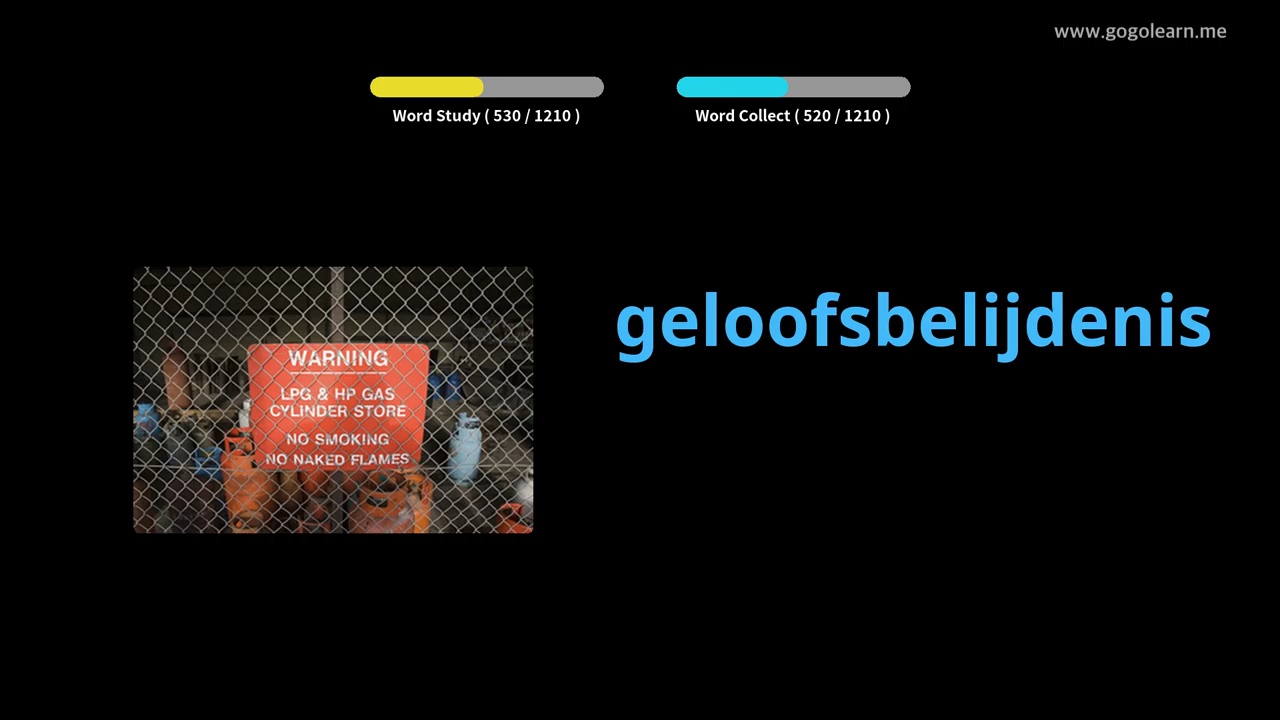 www.gogolearn.me
Word Study ( 530 / 1210 )
Word Collect ( 520 / 1210 )
geloofsbelijdenis
WARNING
LPG & HP GAS
CYLINDER STORE
NO SMOKING
NO NAKED FLAMES